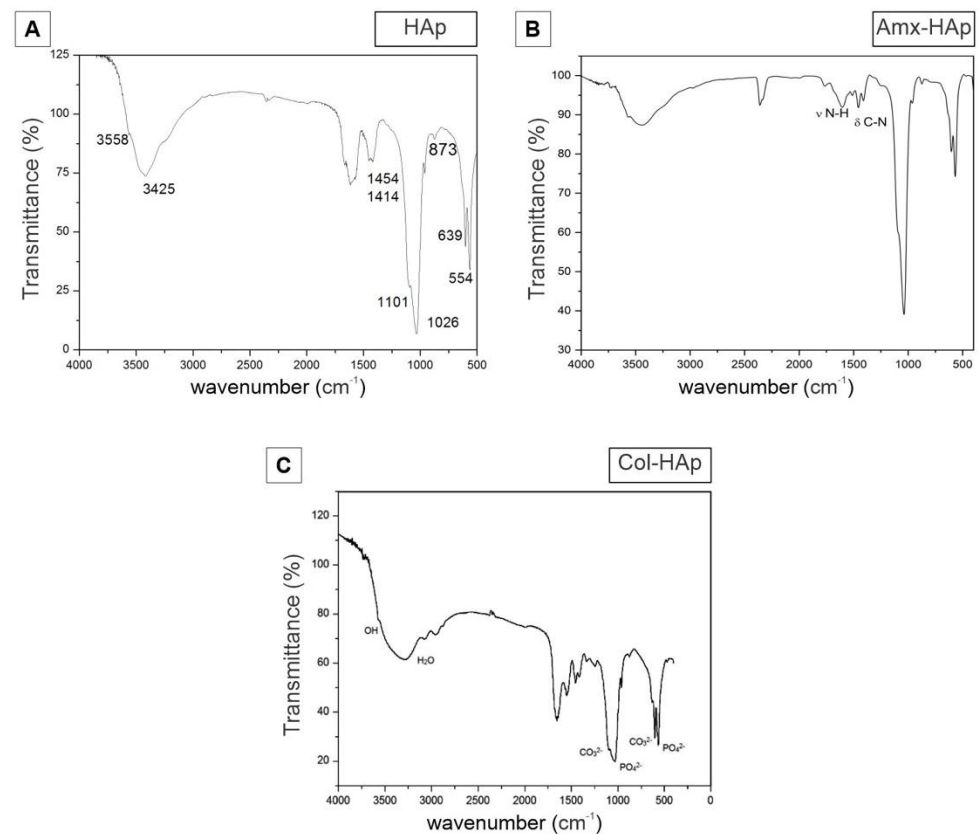 A
HAp
125
100
75
50
25
0
Transmittance (%)
3558
3425
1454
1414
873
639
554
1101
1026
4000 3500 3000 2500 2000 1500 1000 500
wavenumber (cm⁻¹)
B
Amx-HAp
100
90
80
70
60
50
40
30
Transmittance (%)
ν N-H
δ C-N
4000 3500 3000 2500 2000 1500 1000 500
wavenumber (cm⁻¹)
C
Col-HAp
120
100
80
60
40
20
Transmittance (%)
OH
H₂O
CO₃²⁻
PO₄²⁻
CO₃²⁻
PO₄²⁻
4000 3500 3000 2500 2000 1500 1000 500 0
wavenumber (cm⁻¹)